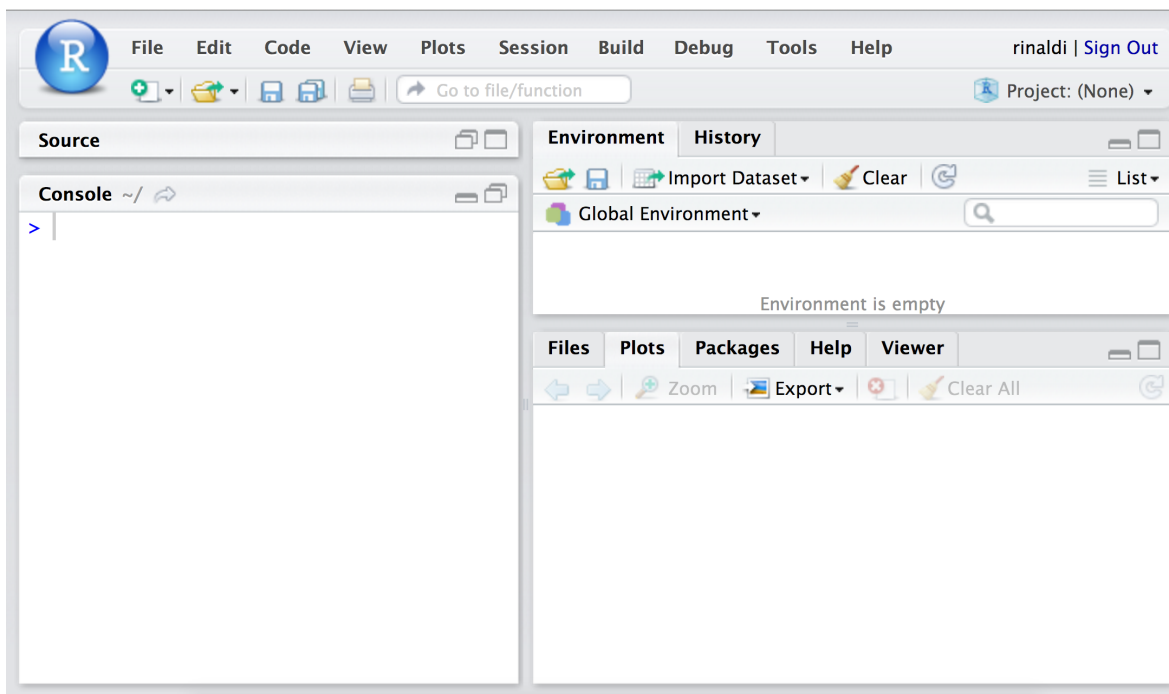 R File Edit Code View Plots Session Build Debug Tools Help rinaldi | Sign Out
Go to file/function R Project: (None)
Source
Console ~/
>
Environment History
Import Dataset Clear List
Global Environment
Environment is empty
Files Plots Packages Help Viewer
Zoom Export Clear All